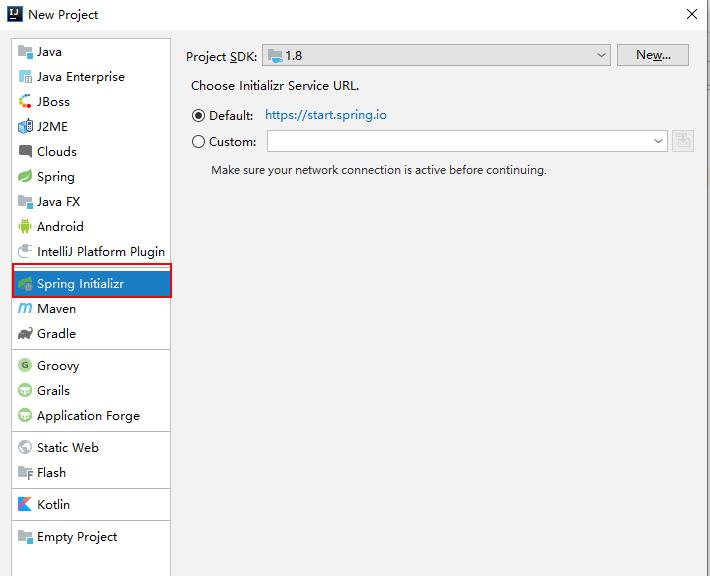 New Project
Java
Java Enterprise
JBoss
J2ME
Clouds
Spring
Java FX
Android
IntelliJ Platform Plugin
Spring Initializr
Maven
Gradle
Groovy
Grails
Application Forge
Static Web
Flash
Kotlin
Empty Project
Project SDK: 1.8 New...
Choose Initializr Service URL.
Default: https://start.spring.io
Custom:
Make sure your network connection is active before continuing.